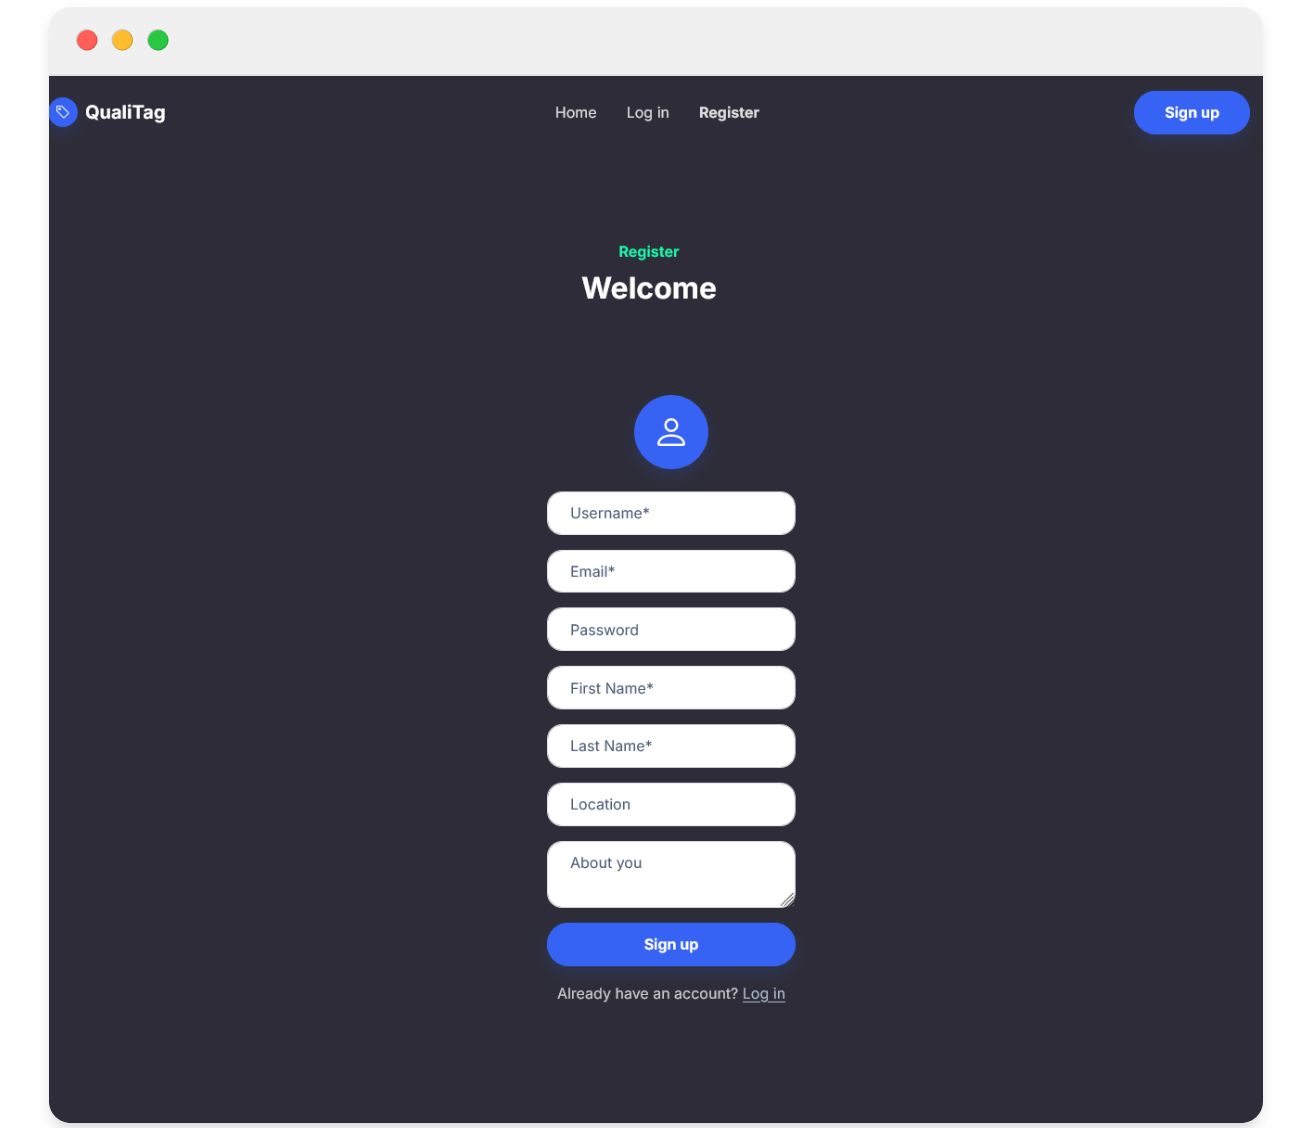 QualiTag
Home Log in Register
Sign up
Register
Welcome
Username*
Email*
Password
First Name*
Last Name*
Location
About you
Sign up
Already have an account? Log in